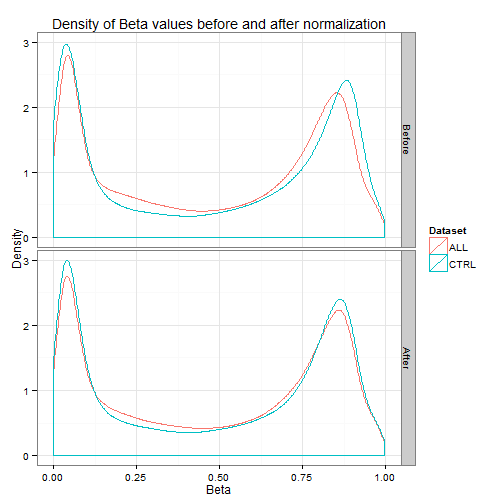 Density of Beta values before and after normalization
3
2
1
0
Before
Density
3
2
1
0
After
0.00 0.25 0.50 0.75 1.00
Beta
Dataset
ALL
CTRL